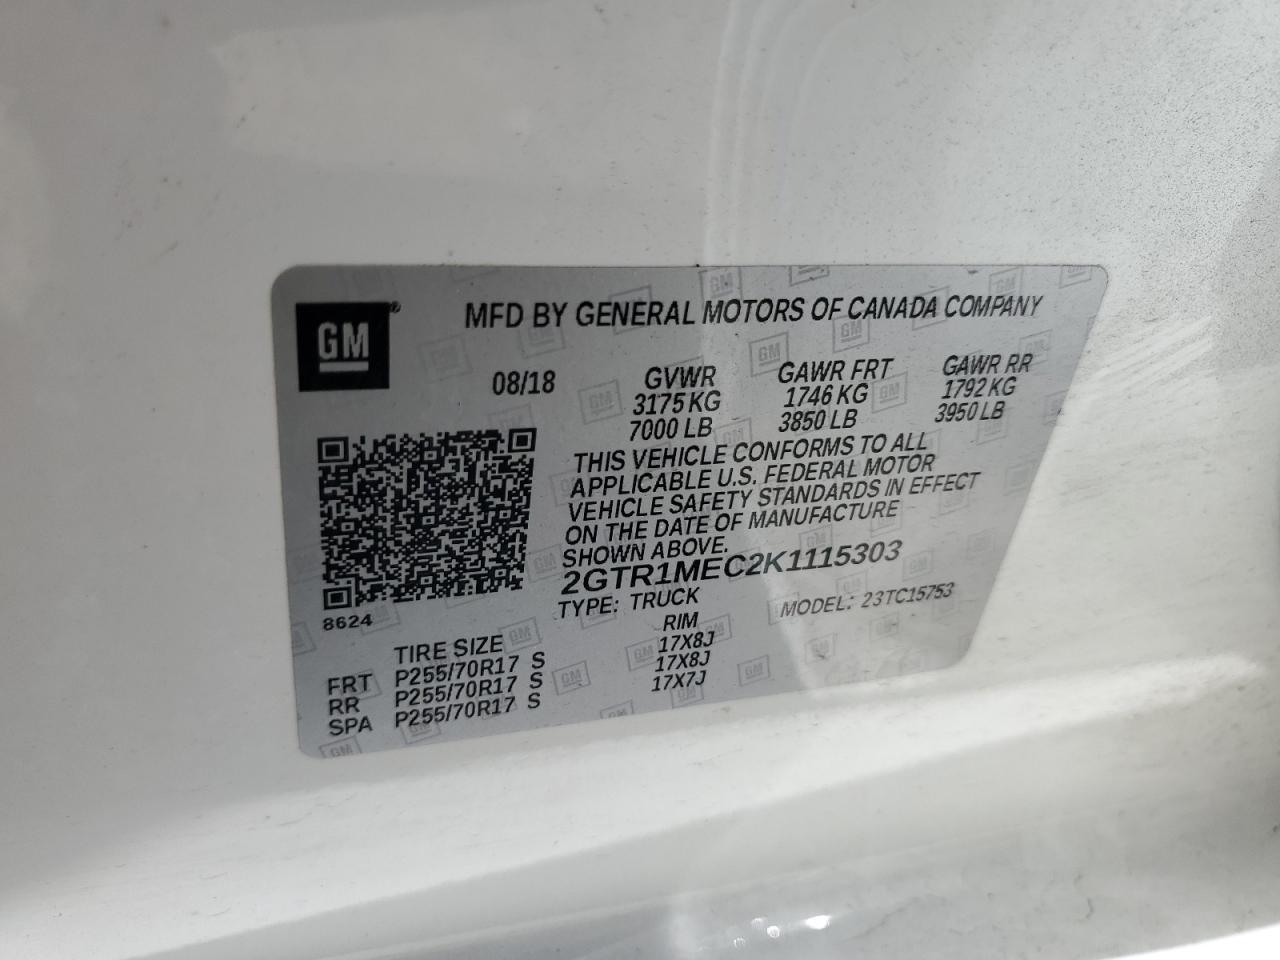 GM®
MFD BY GENERAL MOTORS OF CANADA COMPANY
08/18
GVWR GAWR FRT GAWR RR
3175 KG 1746 KG 1792 KG
7000 LB 3850 LB 3950 LB
THIS VEHICLE CONFORMS TO ALL
APPLICABLE U.S. FEDERAL MOTOR
VEHICLE SAFETY STANDARDS IN EFFECT
ON THE DATE OF MANUFACTURE
SHOWN ABOVE.
2GTR1MEC2K1115303
TYPE: TRUCK MODEL: 23TC15753
8624
TIRE SIZE RIM
FRT P255/70R17 S 17X8J
RR P255/70R17 S 17X8J
SPA P255/70R17 S 17X7J